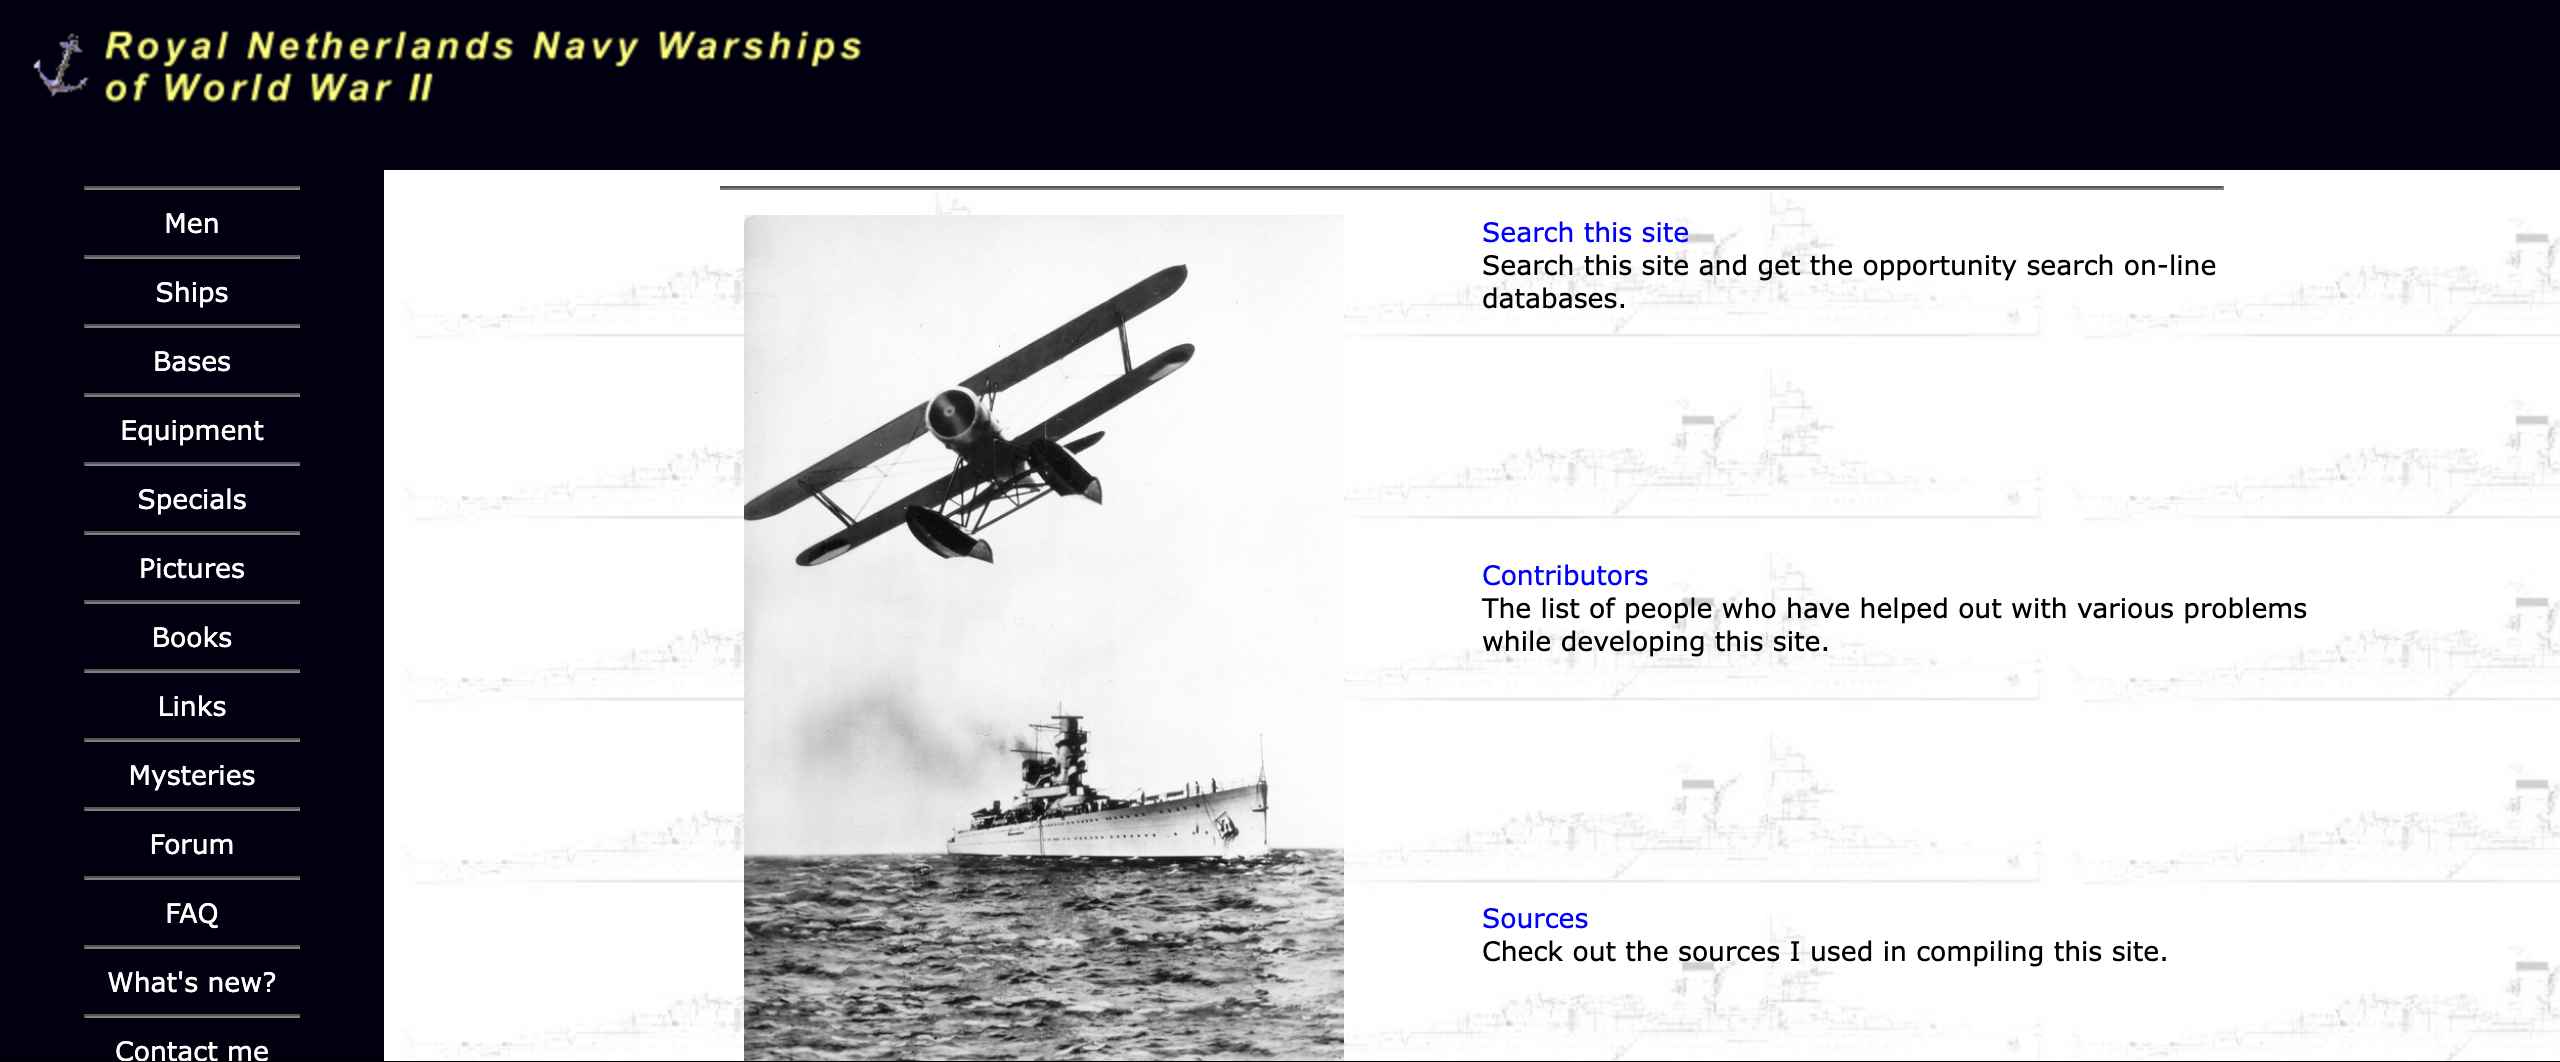 Royal Netherlands Navy Warships
of World War II
Men
Ships
Bases
Equipment
Specials
Pictures
Books
Links
Mysteries
Forum
FAQ
What's new?
Contact me
Search this site
Search this site and get the opportunity search on-line
databases.
Contributors
The list of people who have helped out with various problems
while developing this site.
Sources
Check out the sources I used in compiling this site.